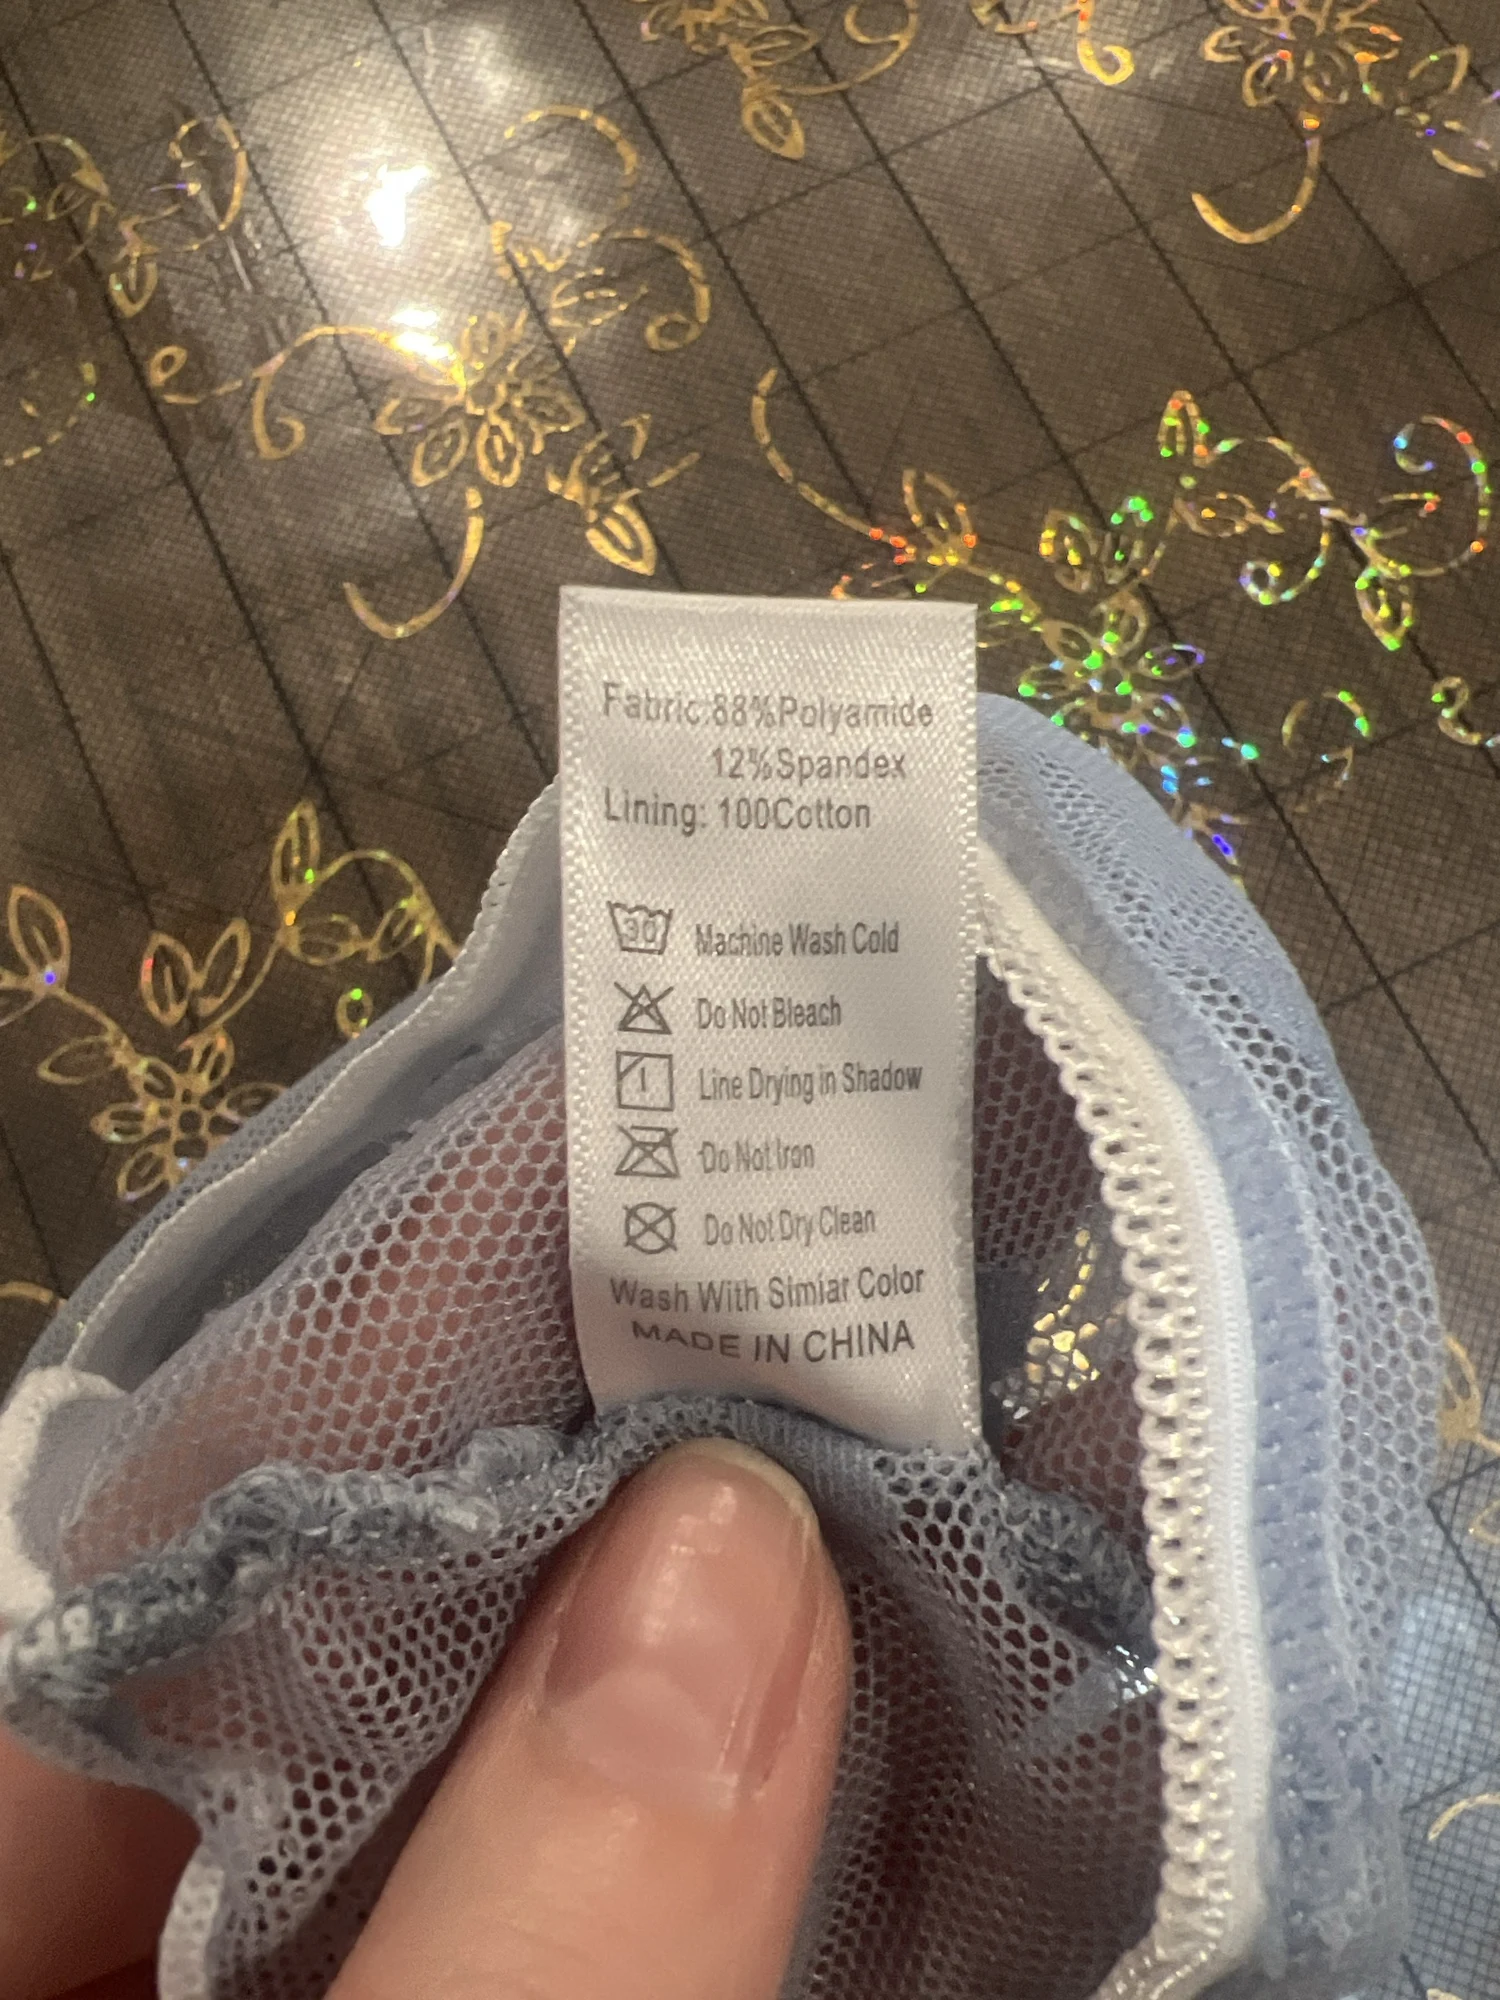 Fabric:88%Polyamide
12%Spandex
Lining: 100Cotton
30 Machine Wash Cold
Do Not Bleach
Line Drying in Shadow
Do Not Iron
Do Not Dry Clean
Wash With Simiar Color
MADE IN CHINA